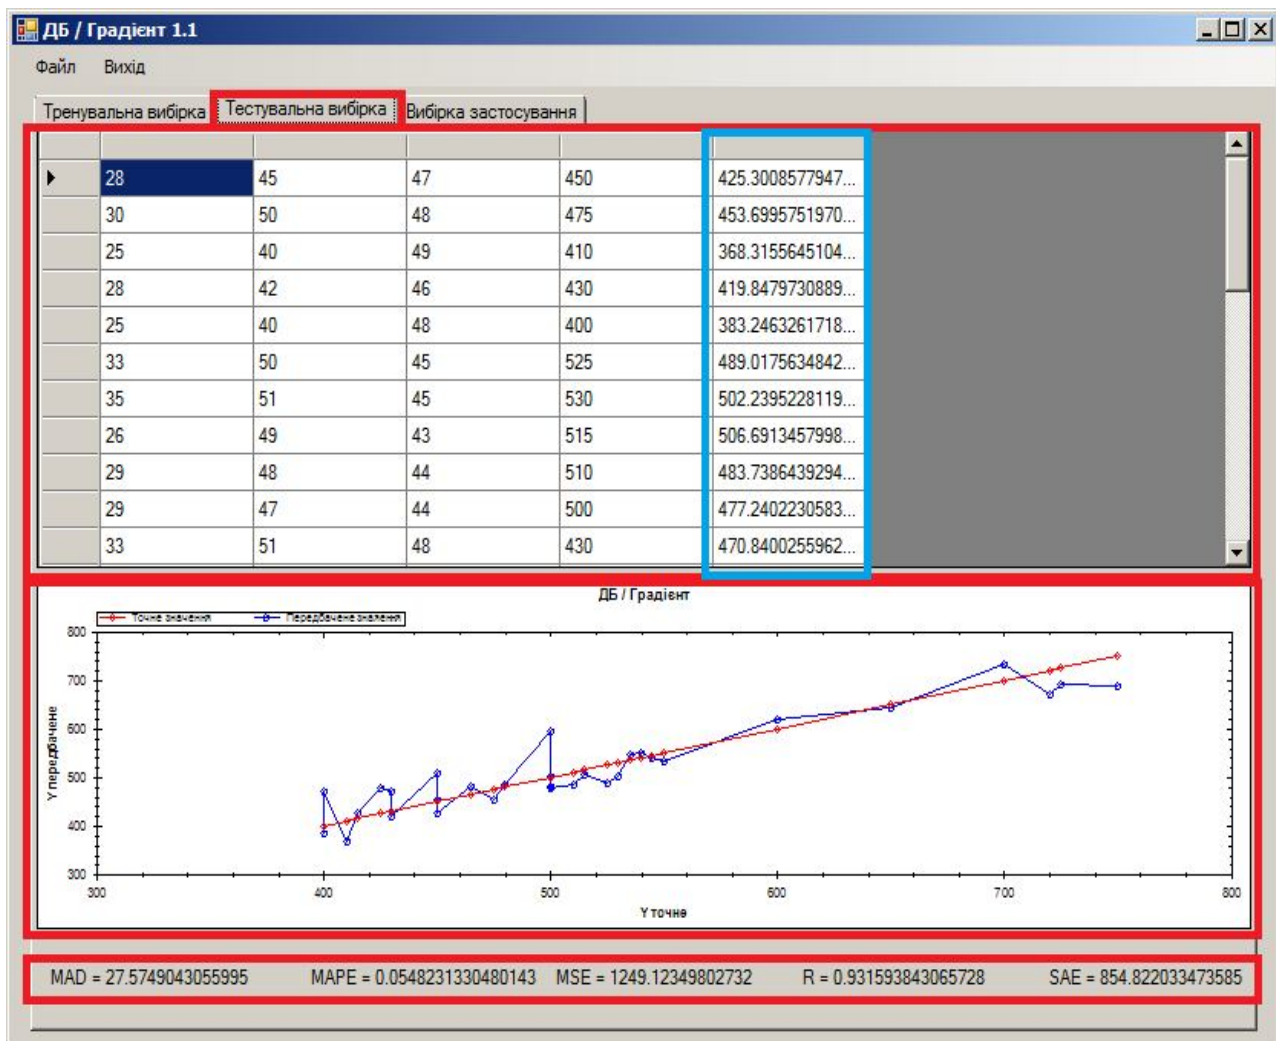 ДБ / Градієнт 1.1
Файл Вихід
Тренувальна вибірка Тестувальна вибірка Вибірка застосування
28 45 47 450 425.3008577947...
30 50 48 475 453.6995751970...
25 40 49 410 368.3155645104...
28 42 46 430 419.8479730889...
25 40 48 400 383.2463261718...
33 50 45 525 489.0175634842...
35 51 45 530 502.2395228119...
26 49 43 515 506.6913457998...
29 48 44 510 483.7386439294...
29 47 44 500 477.2402230583...
33 51 48 430 470.8400255962...
ДБ / Градієнт
Точне значення Передбачене значення
800
700
600
500
400
300
Y передбачене
300 400 500 600 700 800
Y точне
MAD = 27.5749043055995 MAPE = 0.0548231330480143 MSE = 1249.12349802732 R = 0.931593843065728 SAE = 854.822033473585